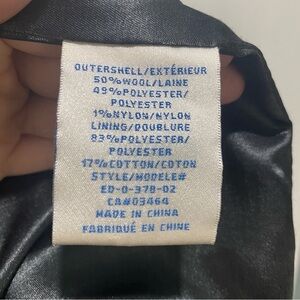 OUTERSHELL/EXTÉRIEUR
50%WOOL/LAINE
49%POLYESTER/
POLYESTER
1%NYLON/NYLON
LINING/DOUBLURE
83%POLYESTER/
POLYESTER
17%COTTON/COTON
STYLE/MODELE#
ED-0-378-02
CA#03464
MADE IN CHINA
FABRIQUÉ EN CHINE